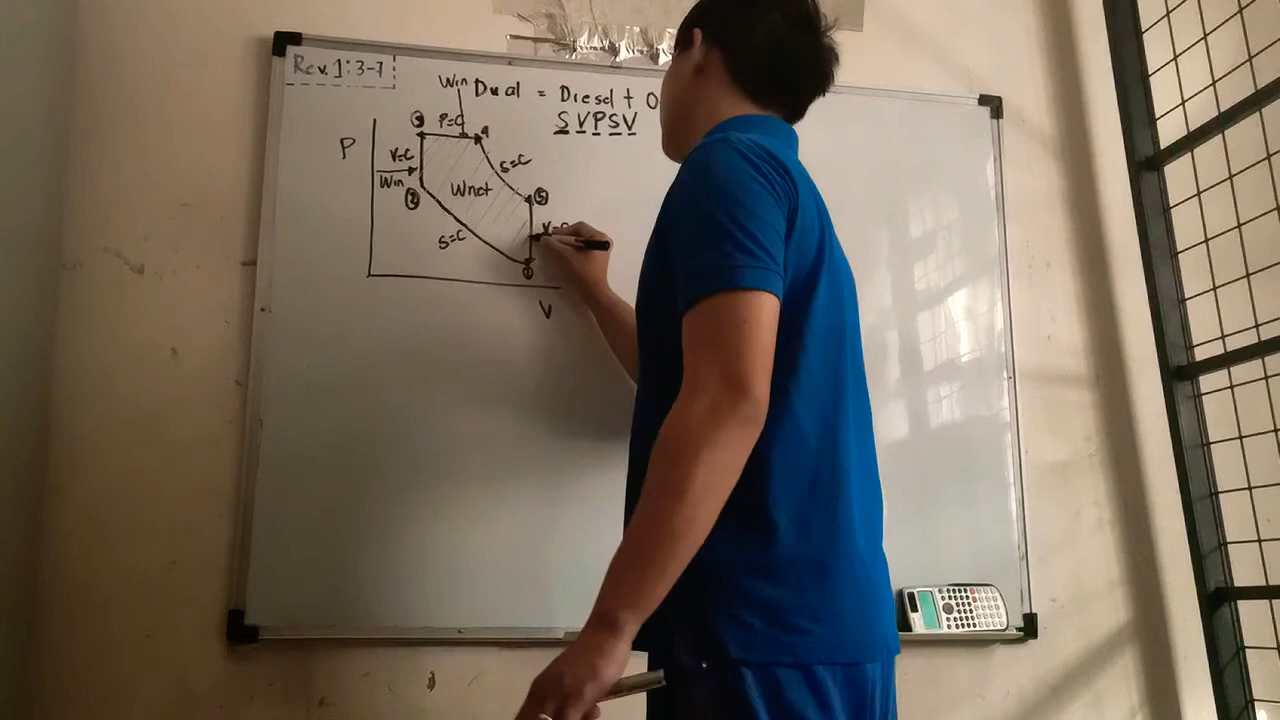 Rev. 1: 3-7
Win Dual = Diesel + O
SVPSV
P
③ P=C 4
V=C
Win
S=C
Wnet
②
⑤
S=C
V=C
①
V